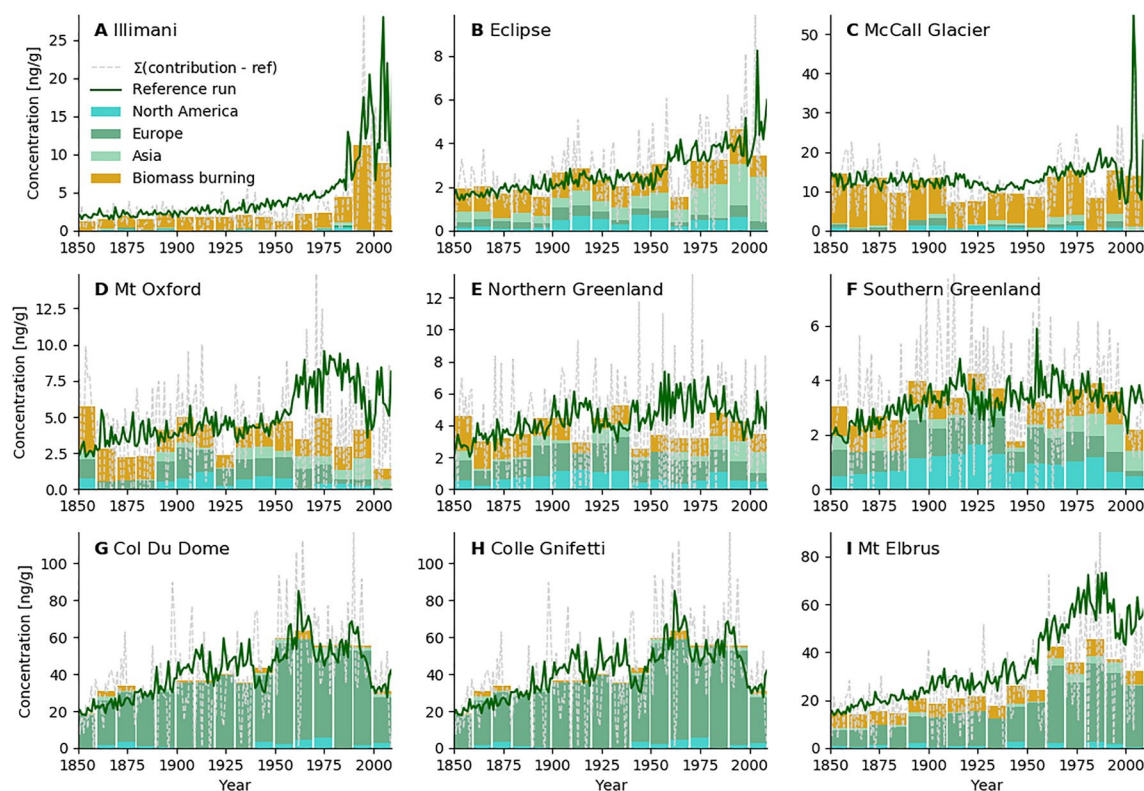 A Illimani
Σ(contribution - ref)
Reference run
North America
Europe
Asia
Biomass burning
Concentration [ng/g]
25
20
15
10
5
0
1850 1875 1900 1925 1950 1975 2000
B Eclipse
8
6
4
2
0
1850 1875 1900 1925 1950 1975 2000
C McCall Glacier
50
40
30
20
10
0
1850 1875 1900 1925 1950 1975 2000
D Mt Oxford
Concentration [ng/g]
12.5
10.0
7.5
5.0
2.5
0.0
1850 1875 1900 1925 1950 1975 2000
E Northern Greenland
12
10
8
6
4
2
0
1850 1875 1900 1925 1950 1975 2000
F Southern Greenland
6
4
2
0
1850 1875 1900 1925 1950 1975 2000
G Col Du Dome
Concentration [ng/g]
100
80
60
40
20
0
1850 1875 1900 1925 1950 1975 2000
Year
H Colle Gnifetti
100
80
60
40
20
0
1850 1875 1900 1925 1950 1975 2000
Year
I Mt Elbrus
80
60
40
20
0
1850 1875 1900 1925 1950 1975 2000
Year